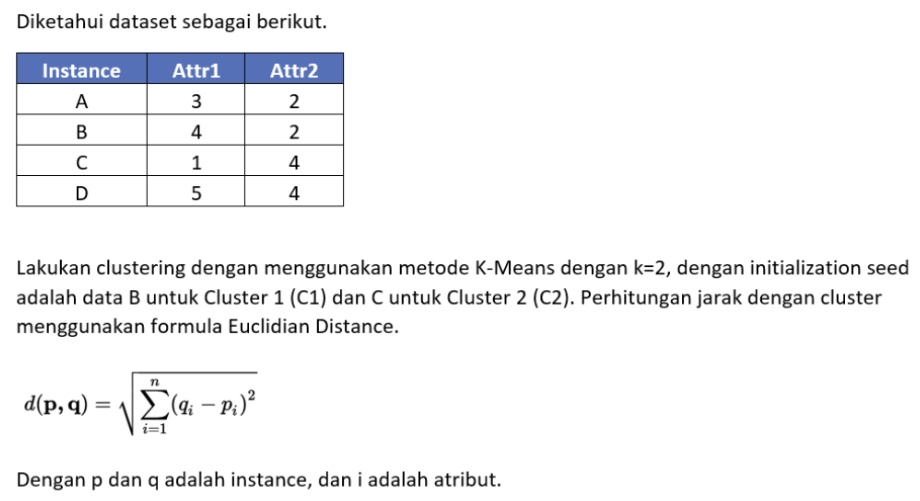 Diketahui dataset sebagai berikut.
Instance Attr1 Attr2
A 3 2
B 4 2
C 1 4
D 5 4
Lakukan clustering dengan menggunakan metode K-Means dengan k=2, dengan initialization seed
adalah data B untuk Cluster 1 (C1) dan C untuk Cluster 2 (C2). Perhitungan jarak dengan cluster
menggunakan formula Euclidian Distance.
d(p, q) = √(∑_{i=1}^{n} (q_i − p_i)²)
Dengan p dan q adalah instance, dan i adalah atribut.